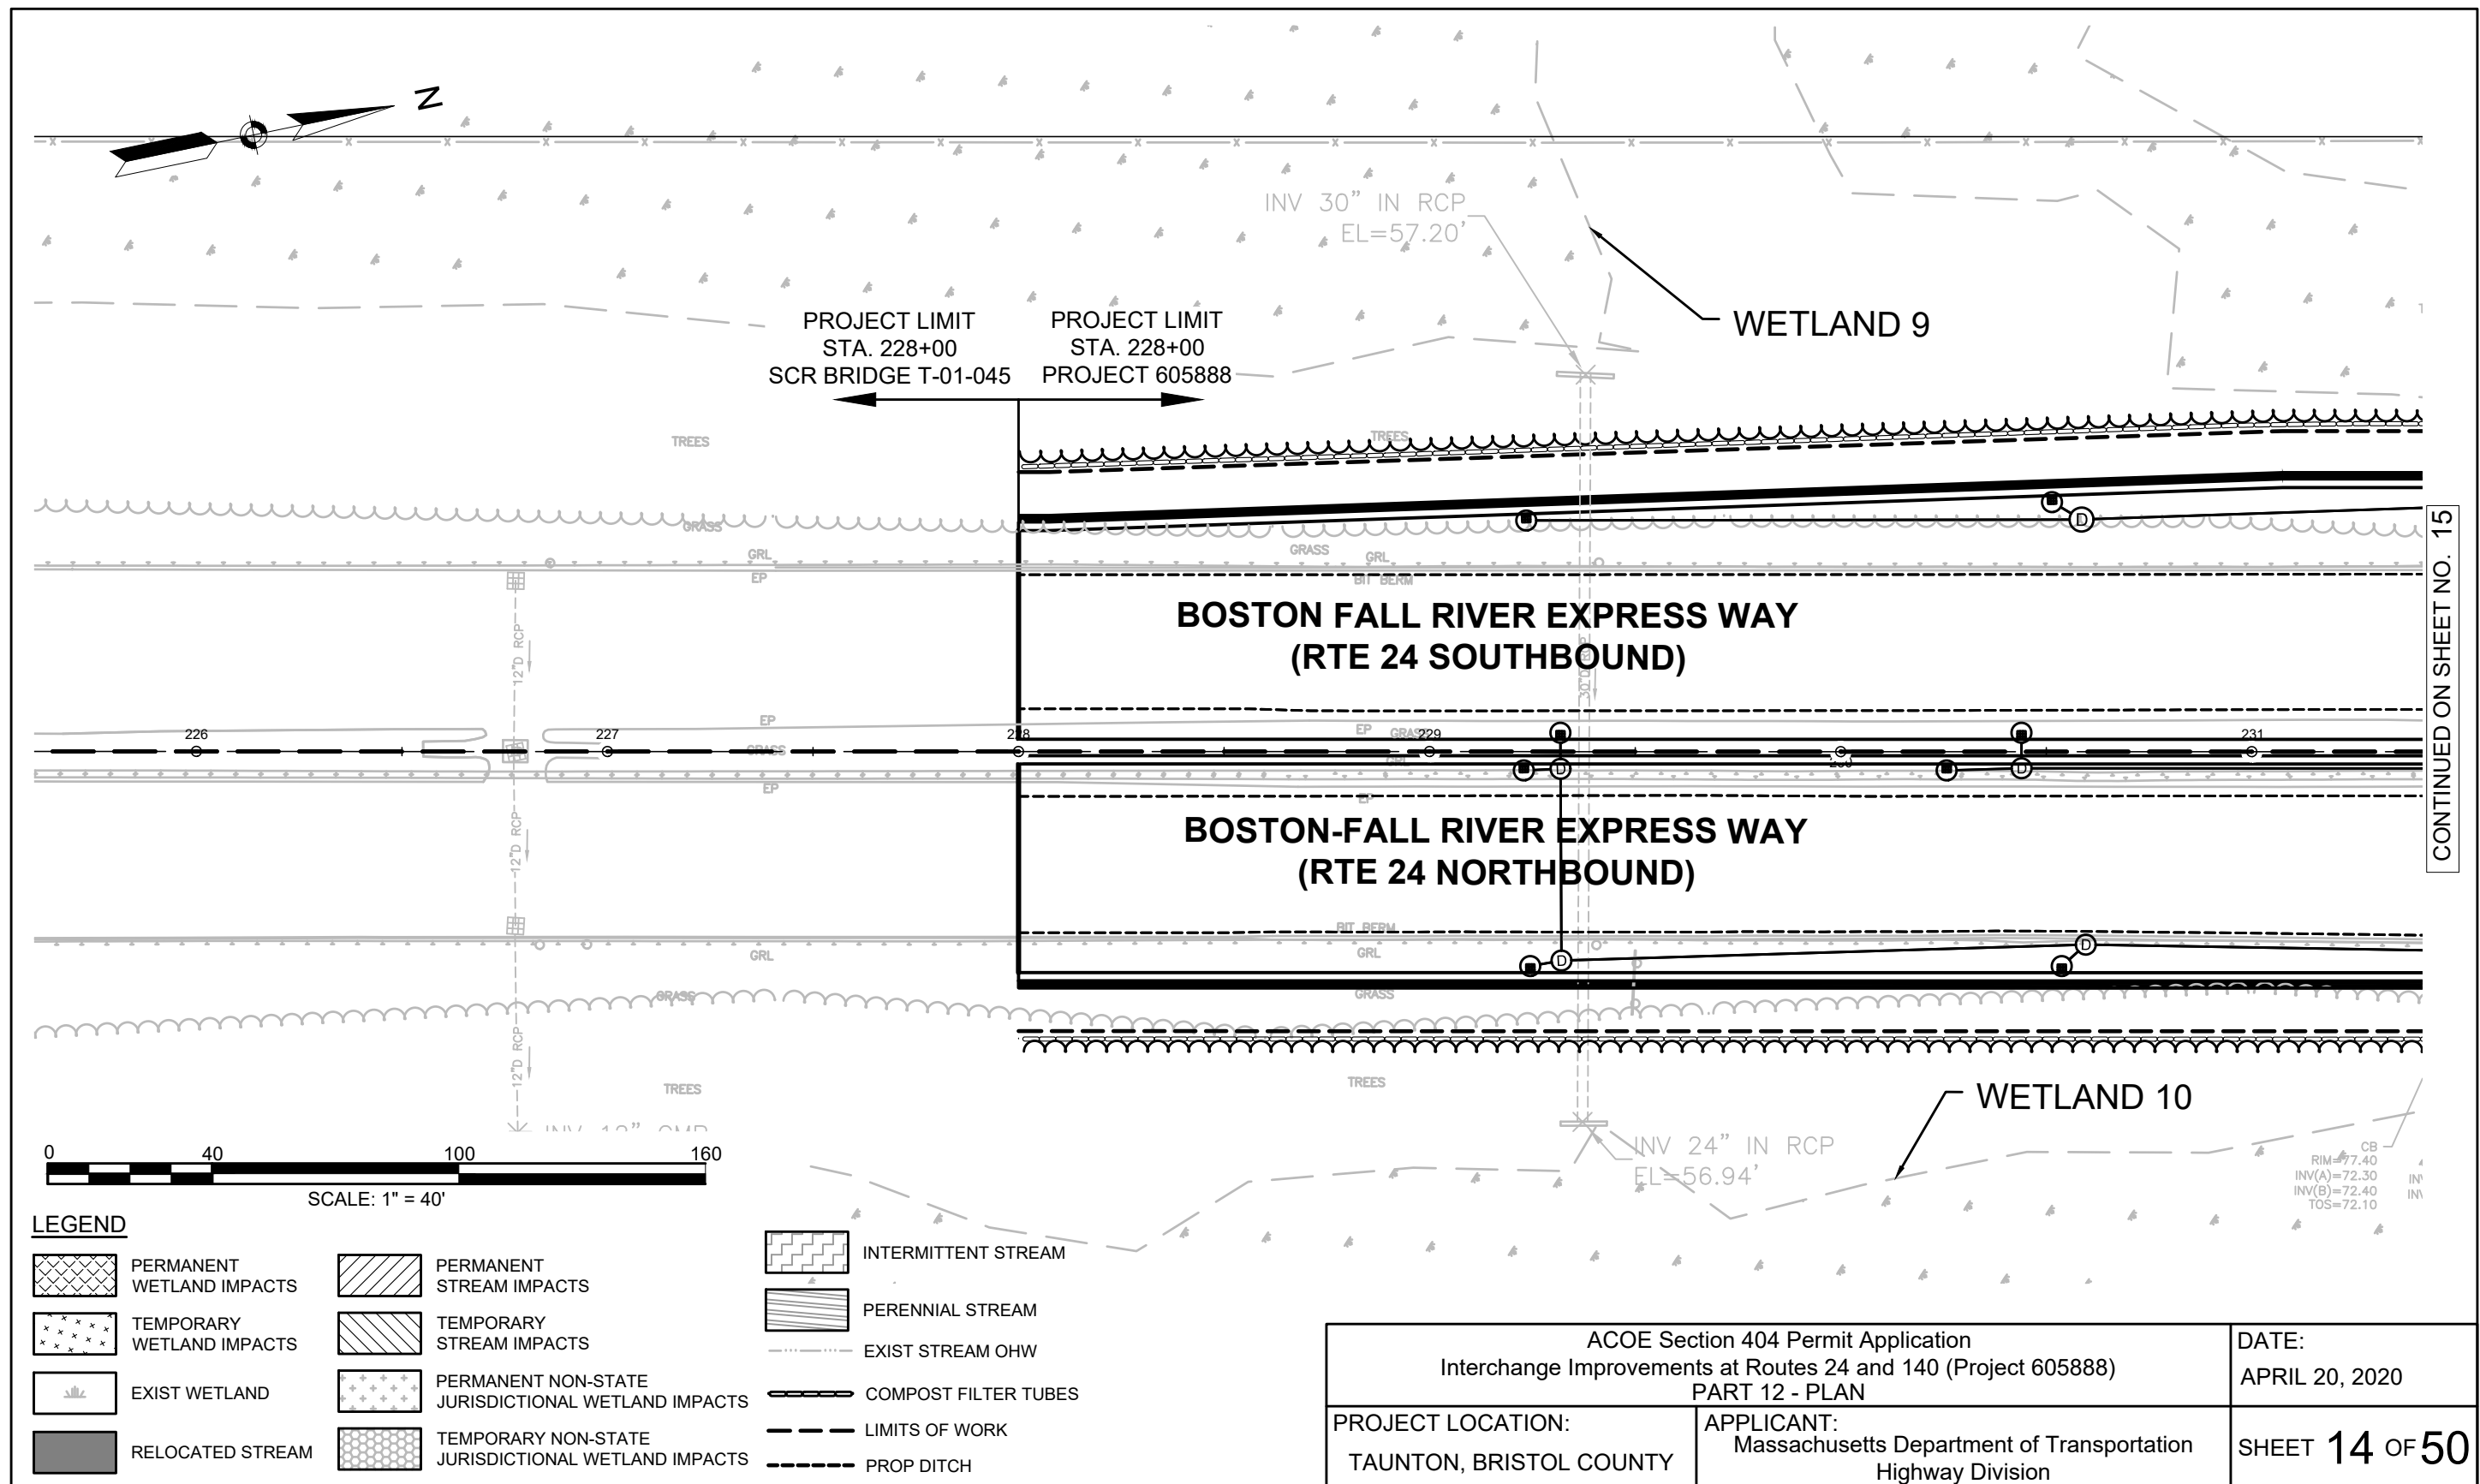 N
INV 30” IN RCP
EL=57.20’
WETLAND 9
PROJECT LIMIT
STA. 228+00
SCR BRIDGE T-01-045
PROJECT LIMIT
STA. 228+00
PROJECT 605888
TREES
TREES
GRASS
GRASS
GRL
GRL
EP
BIT BERM
CONTINUED ON SHEET NO. 15
BOSTON FALL RIVER EXPRESS WAY
(RTE 24 SOUTHBOUND)
12"D RCP
30"D RCP
EP
EP
GRASS
226
227
228
229
230
231
GRASS
GRL
D
D
D
EP
EP
12"D RCP
BOSTON-FALL RIVER EXPRESS WAY
(RTE 24 NORTHBOUND)
BIT BERM
GRL
GRL
D
D
GRASS
GRASS
12"D RCP
TREES
TREES
WETLAND 10
INV 12” CMP
INV 24” IN RCP
EL=56.94’
CB
RIM=77.40
INV(A)=72.30
INV(B)=72.40
TOS=72.10
0 40 100 160
SCALE: 1" = 40'
LEGEND
PERMANENT
WETLAND IMPACTS
TEMPORARY
WETLAND IMPACTS
EXIST WETLAND
RELOCATED STREAM
PERMANENT
STREAM IMPACTS
TEMPORARY
STREAM IMPACTS
PERMANENT NON-STATE
JURISDICTIONAL WETLAND IMPACTS
TEMPORARY NON-STATE
JURISDICTIONAL WETLAND IMPACTS
INTERMITTENT STREAM
PERENNIAL STREAM
EXIST STREAM OHW
COMPOST FILTER TUBES
LIMITS OF WORK
PROP DITCH
ACOE Section 404 Permit Application
Interchange Improvements at Routes 24 and 140 (Project 605888)
PART 12 - PLAN
DATE:
APRIL 20, 2020
PROJECT LOCATION:
TAUNTON, BRISTOL COUNTY
APPLICANT:
Massachusetts Department of Transportation
Highway Division
SHEET 14 OF 50